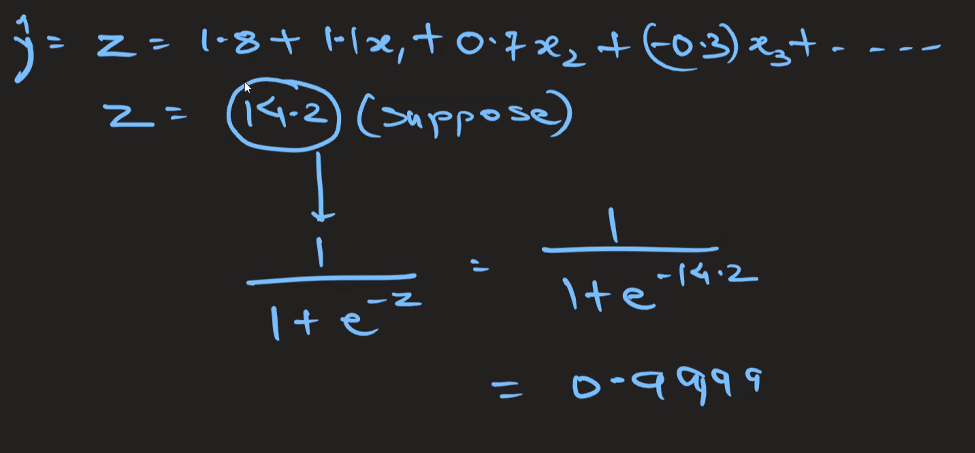 ŷ = z = 1.8 + 1.1x₁ + 0.7x₂ + (-0.3)x₃ + - - - - -
z = 14.2 (suppose)
1 / (1 + e^-z) = 1 / (1 + e^-14.2)
= 0.9999